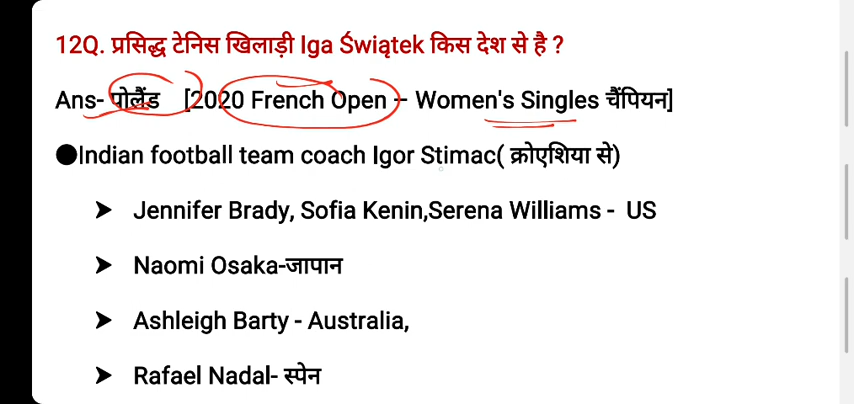 12Q. प्रसिद्ध टेनिस खिलाड़ी Iga Świątek किस देश से है ?
Ans- पोलैंड [2020 French Open – Women's Singles चैंपियन]
●Indian football team coach Igor Stimac( क्रोएशिया से)
➤ Jennifer Brady, Sofia Kenin,Serena Williams - US
➤ Naomi Osaka-जापान
➤ Ashleigh Barty - Australia,
➤ Rafael Nadal- स्पेन